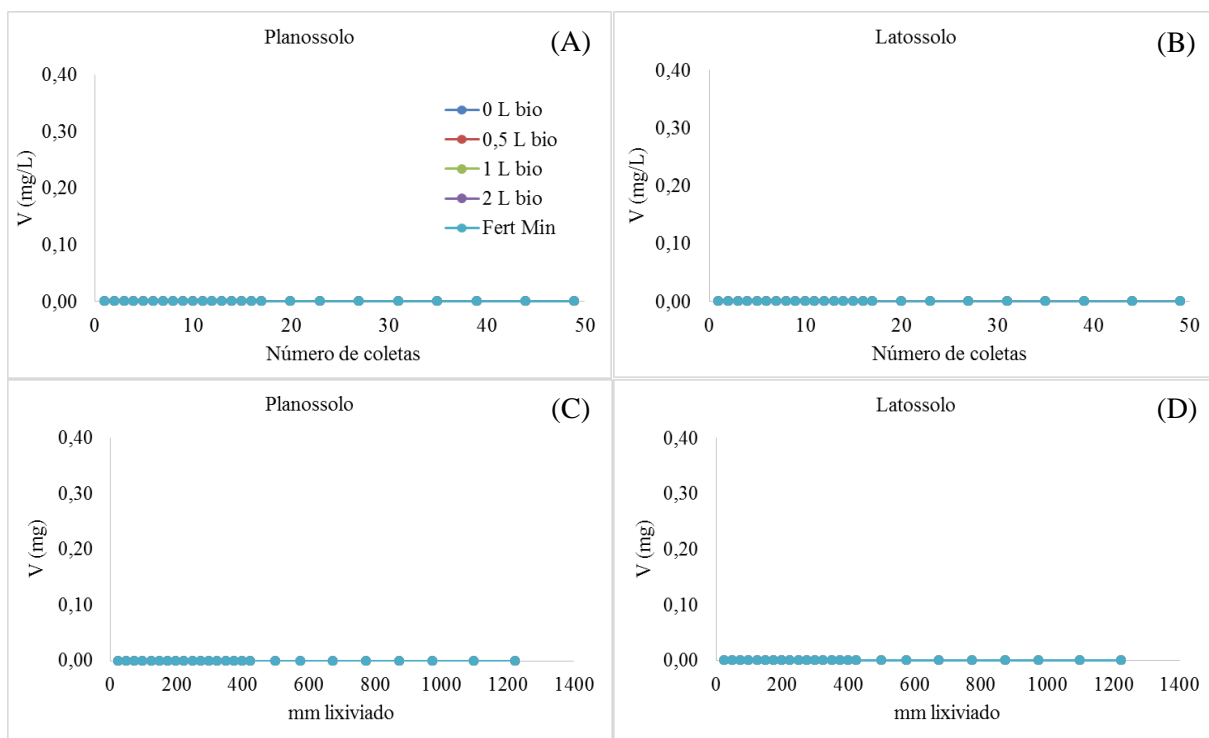 Planossolo
(A)
0,40
0,30
0,20
0,10
0,00
V (mg/L)
0 L bio
0,5 L bio
1 L bio
2 L bio
Fert Min
0 10 20 30 40 50
Número de coletas
Latossolo
(B)
0,40
0,30
0,20
0,10
0,00
V (mg/L)
0 10 20 30 40 50
Número de coletas
Planossolo
(C)
0,40
0,30
0,20
0,10
0,00
V (mg)
0 200 400 600 800 1000 1200 1400
mm lixiviado
Latossolo
(D)
0,40
0,30
0,20
0,10
0,00
V (mg)
0 200 400 600 800 1000 1200 1400
mm lixiviado